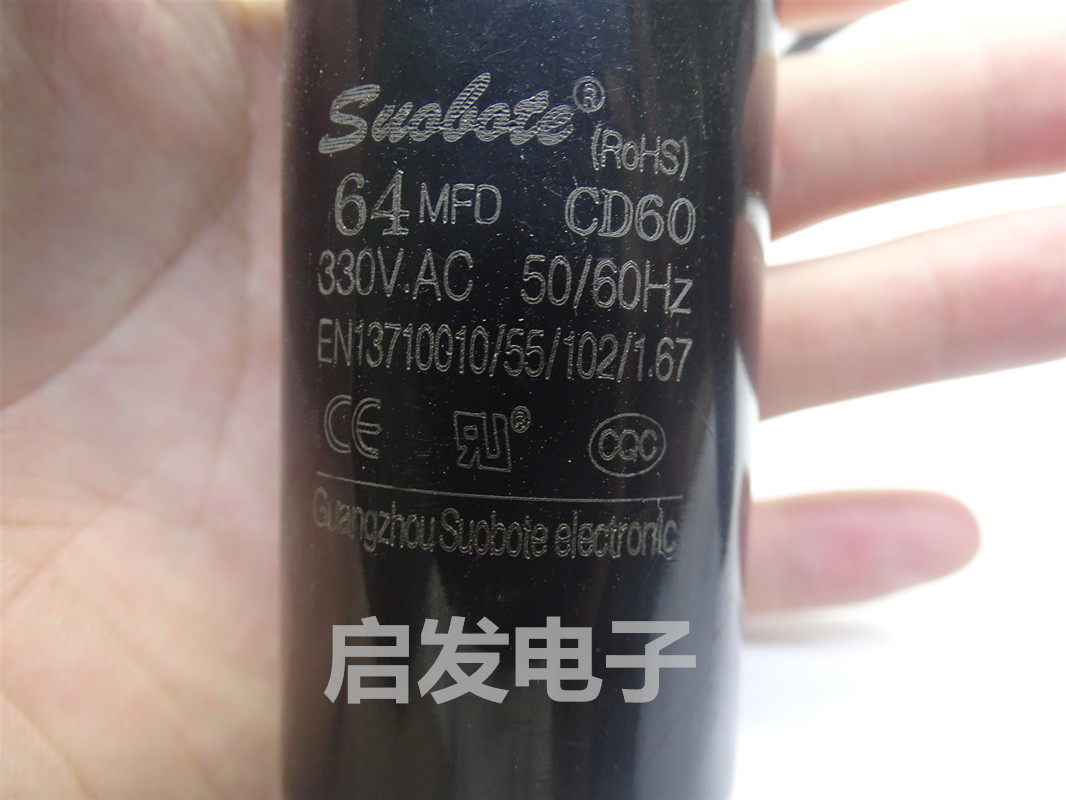 Suobote®
(RoHS)
64 MFD CD60
330V.AC 50/60Hz
EN13710010/55/102/1.67
CE RU® CQC
Guangzhou Suobote electronic
启发电子